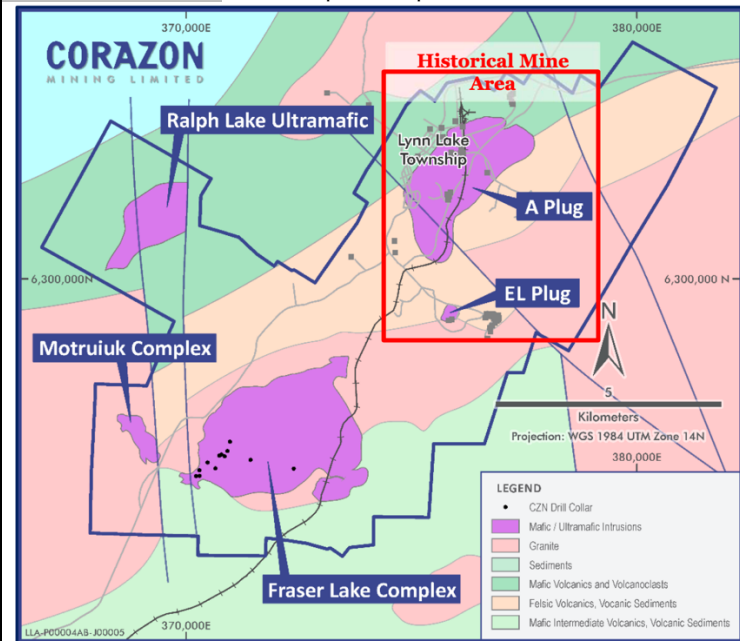 370,000E
380,000E
CORAZON
MINING LIMITED
Historical Mine
Area
Ralph Lake Ultramafic
Lynn Lake
Township
A Plug
6,300,000N
6,300,000 N
EL Plug
N
Motruiuk Complex
5
Kilometers
Projection: WGS 1984 UTM Zone 14N
380,000E
LEGEND
CZN Drill Collar
Mafic / Ultramafic Intrusions
Granite
Sediments
Mafic Volcanics and Volcanoclasts
Felsic Volcanics, Vocanic Sediments
Mafic Intermediate Volcanics, Volcanic Sediments
Fraser Lake Complex
370,000E
LLA-P00004AB-J00005